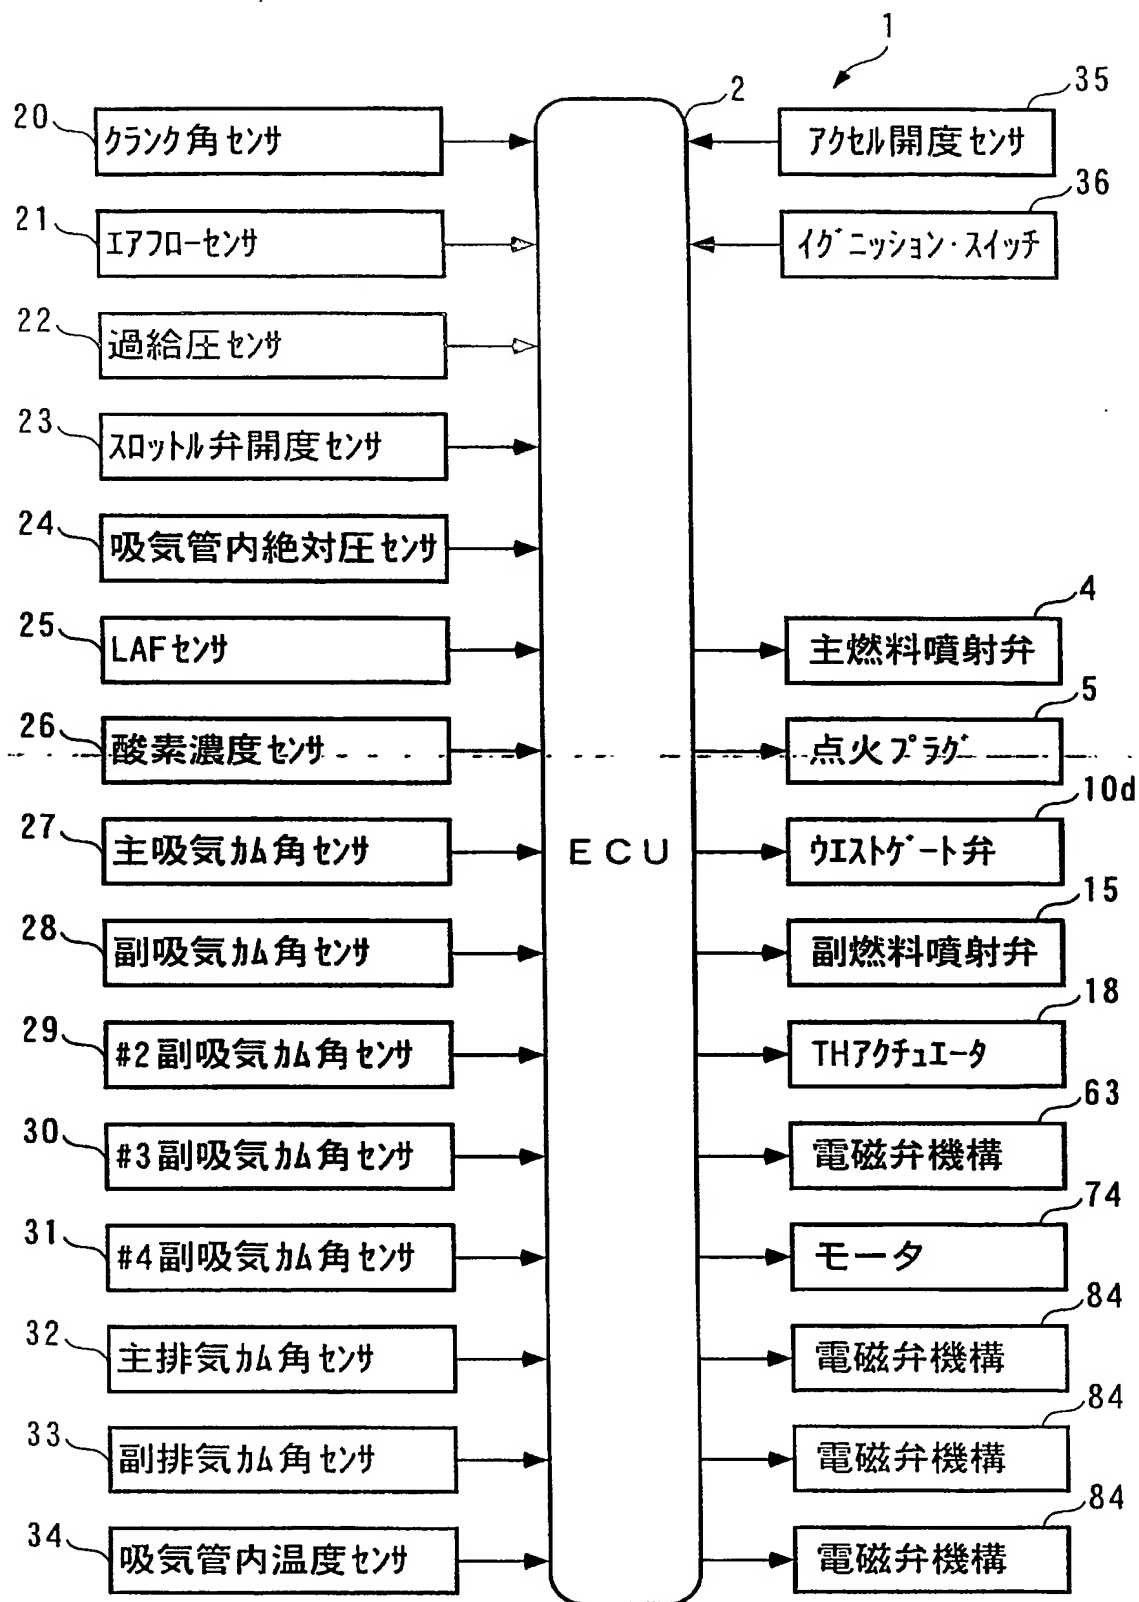 1
2
20 クランク角センサ
21 エアフローセンサ
22 過給圧センサ
23 スロットル弁開度センサ
24 吸気管内絶対圧センサ
25 LAFセンサ
26 酸素濃度センサ
27 主吸気カム角センサ
28 副吸気カム角センサ
29 #2副吸気カム角センサ
30 #3副吸気カム角センサ
31 #4副吸気カム角センサ
32 主排気カム角センサ
33 副排気カム角センサ
34 吸気管内温度センサ
ECU
35 アクセル開度センサ
36 イグニッション・スイッチ
4 主燃料噴射弁
5 点火プラグ
10d ウエストゲート弁
15 副燃料噴射弁
18 THアクチュエータ
63 電磁弁機構
74 モータ
84 電磁弁機構
84 電磁弁機構
84 電磁弁機構